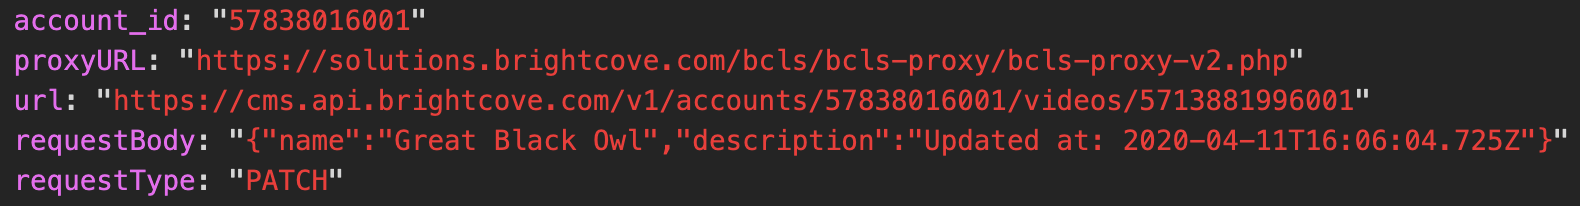 account_id: "57838016001"
proxyURL: "https://solutions.brightcove.com/bcls/bcls-proxy/bcls-proxy-v2.php"
url: "https://cms.api.brightcove.com/v1/accounts/57838016001/videos/5713881996001"
requestBody: "{"name":"Great Black Owl","description":"Updated at: 2020-04-11T16:06:04.725Z"}"
requestType: "PATCH"